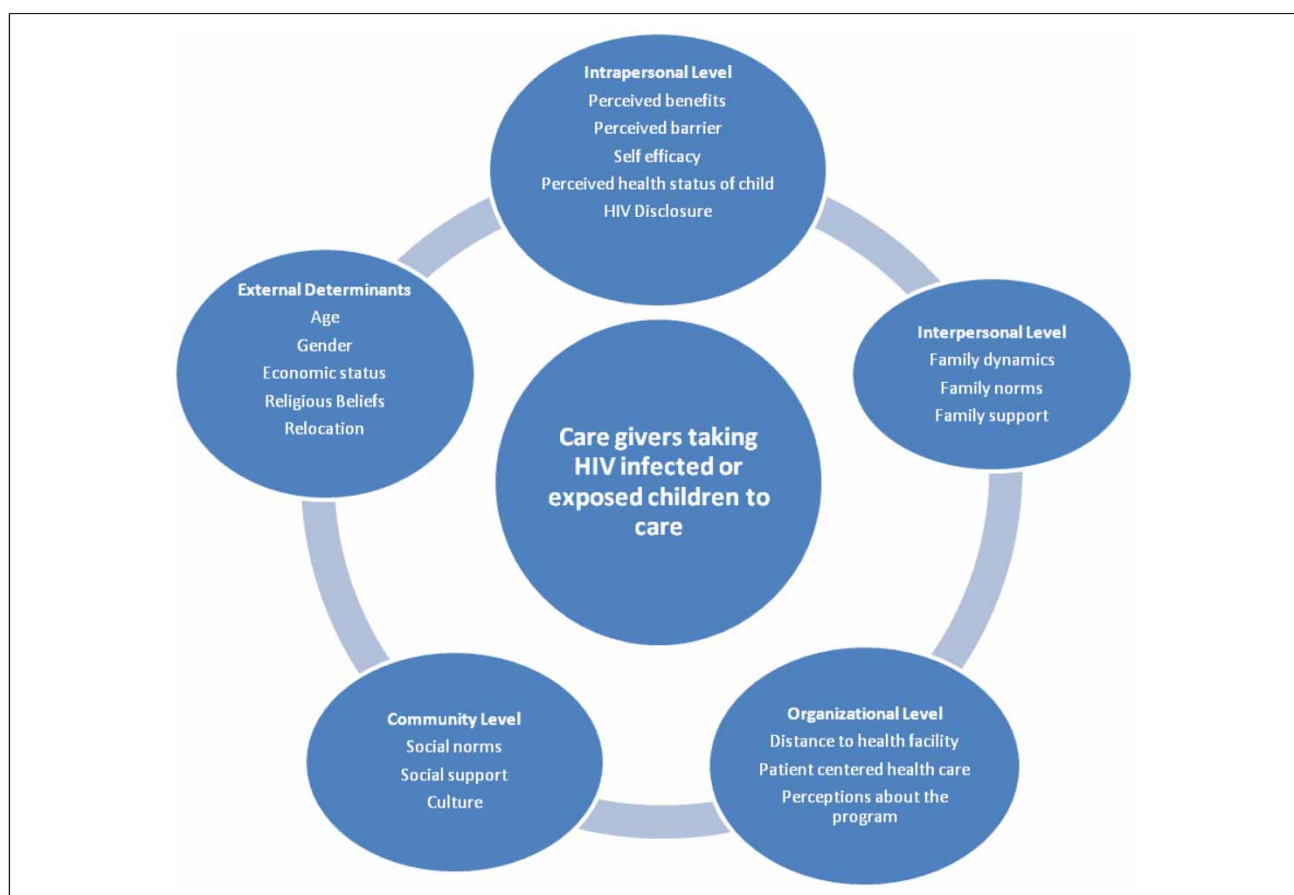 Intrapersonal Level
Perceived benefits
Perceived barrier
Self efficacy
Perceived health status of child
HIV Disclosure
Interpersonal Level
Family dynamics
Family norms
Family support
Organizational Level
Distance to health facility
Patient centered health care
Perceptions about the
program
Community Level
Social norms
Social support
Culture
External Determinants
Age
Gender
Economic status
Religious Beliefs
Relocation
Care givers taking
HIV infected or
exposed children to
care